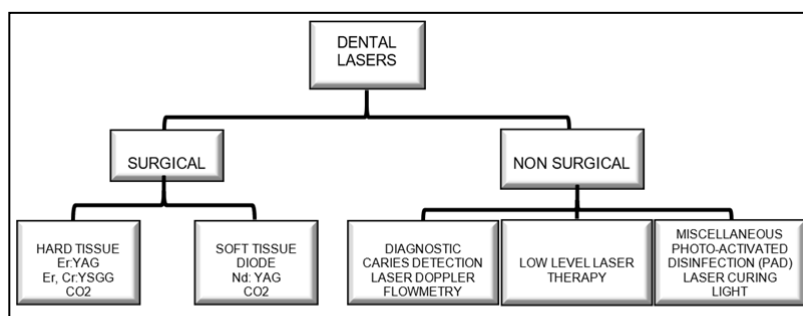 DENTAL
LASERS
SURGICAL
NON SURGICAL
HARD TISSUE
Er:YAG
Er, Cr:YSGG
CO2
SOFT TISSUE
DIODE
Nd: YAG
CO2
DIAGNOSTIC
CARIES DETECTION
LASER DOPPLER
FLOWMETRY
LOW LEVEL LASER
THERAPY
MISCELLANEOUS
PHOTO-ACTIVATED
DISINFECTION (PAD)
LASER CURING
LIGHT